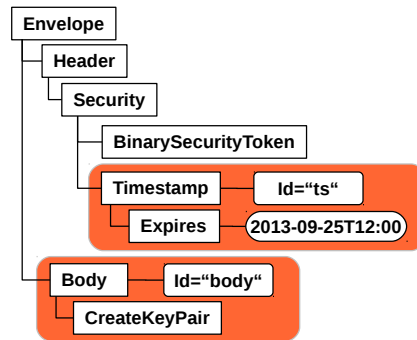 Envelope
Header
Security
BinarySecurityToken
Timestamp Id=“ts“
Expires 2013-09-25T12:00
Body Id=“body“
CreateKeyPair